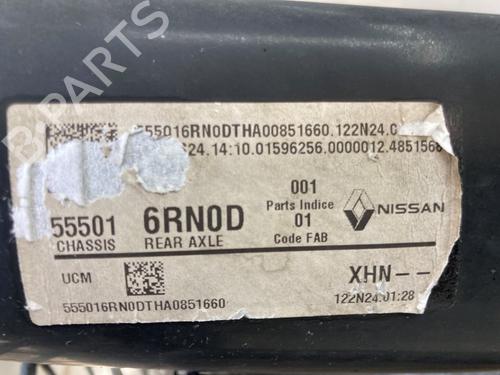 555016RN0DTHA00851660.122N24.0
S24.14:10.01596256.0000012.4851568
001
Parts Indice
01
Code FAB
55501
CHASSIS
6RN0D
REAR AXLE
NISSAN
UCM
XHN--
555016RN0DTHA0851660
122N24.01:28
B-PARTS